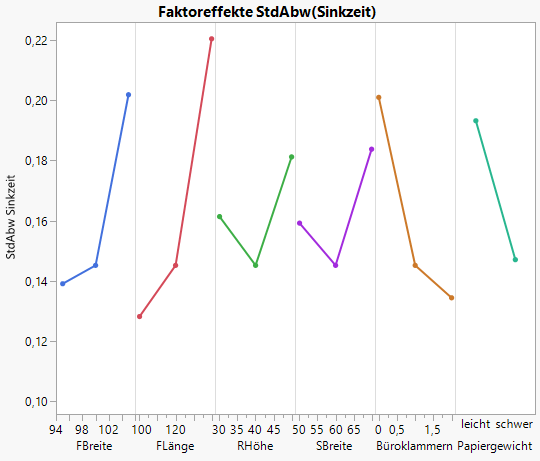 Faktoreffekte StdAbw(Sinkzeit)
0,22
0,20
0,18
0,16
0,14
0,12
0,10
StdAbw Sinkzeit
94 98 102 100 120 30 35 40 45 50 55 60 65 0 0,5 1,5 leicht schwer
FBreite FLänge RHöhe SBreite Büroklammern Papiergewicht